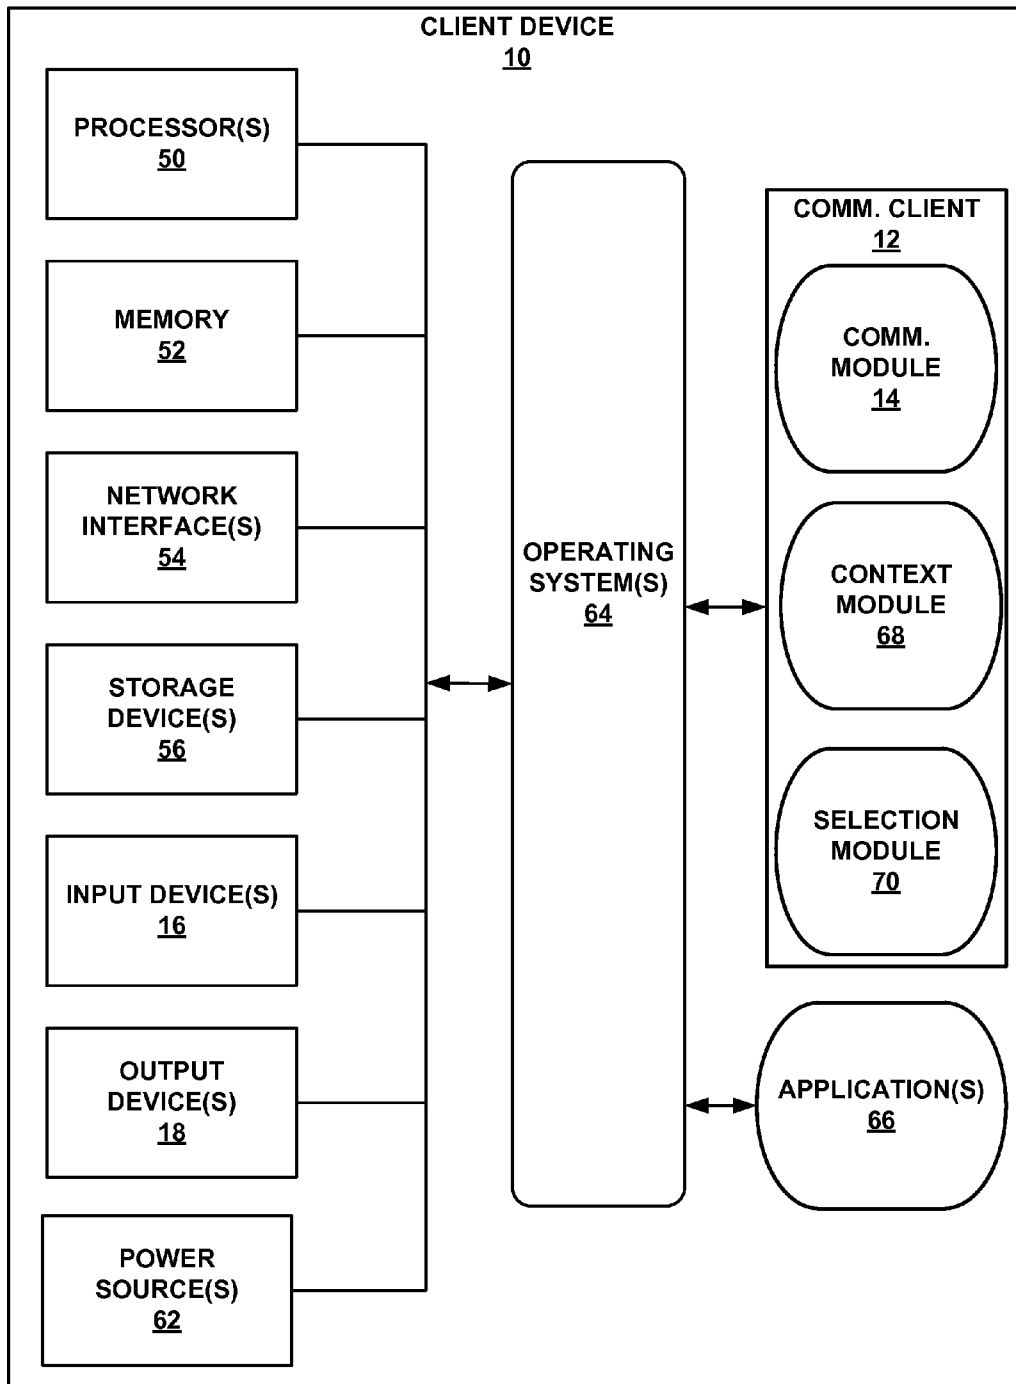 CLIENT DEVICE
10
PROCESSOR(S)
50
MEMORY
52
NETWORK
INTERFACE(S)
54
STORAGE
DEVICE(S)
56
INPUT DEVICE(S)
16
OUTPUT
DEVICE(S)
18
POWER
SOURCE(S)
62
OPERATING
SYSTEM(S)
64
COMM. CLIENT
12
COMM.
MODULE
14
CONTEXT
MODULE
68
SELECTION
MODULE
70
APPLICATION(S)
66